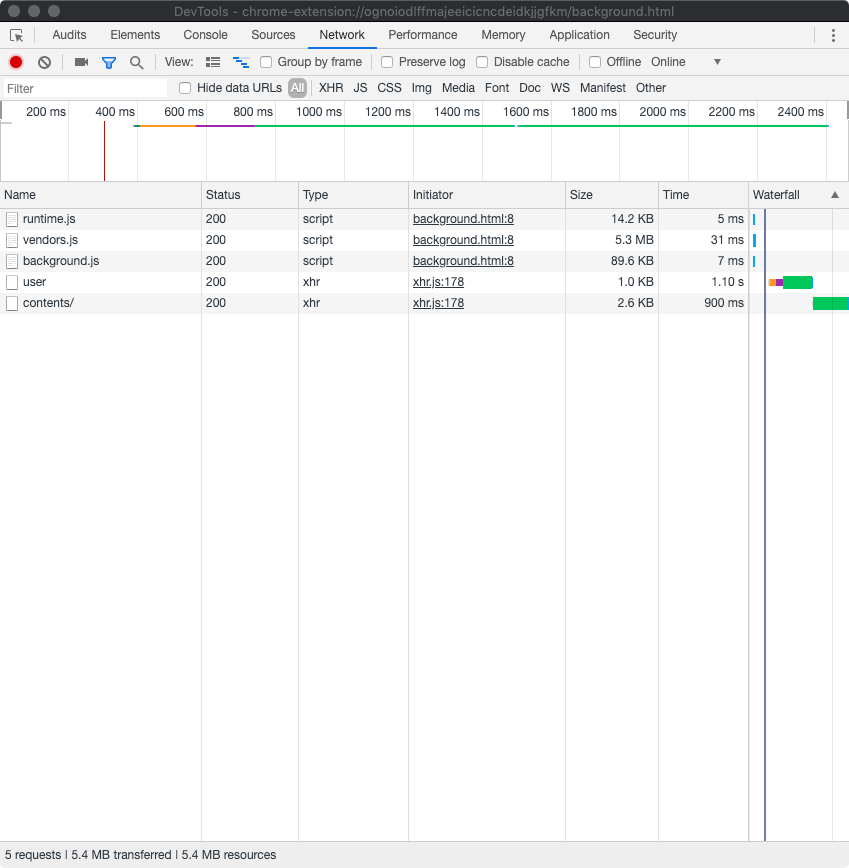 DevTools - chrome-extension://ognoiodlffmajeeicicncdeidkjjgfkm/background.html
Audits Elements Console Sources Network Performance Memory Application Security
View: Group by frame Preserve log Disable cache Offline Online
Filter Hide data URLs All XHR JS CSS Img Media Font Doc WS Manifest Other
200 ms 400 ms 600 ms 800 ms 1000 ms 1200 ms 1400 ms 1600 ms 1800 ms 2000 ms 2200 ms 2400 ms
Name Status Type Initiator Size Time Waterfall
runtime.js 200 script background.html:8 14.2 KB 5 ms
vendors.js 200 script background.html:8 5.3 MB 31 ms
background.js 200 script background.html:8 89.6 KB 7 ms
user 200 xhr xhr.js:178 1.0 KB 1.10 s
contents/ 200 xhr xhr.js:178 2.6 KB 900 ms
5 requests | 5.4 MB transferred | 5.4 MB resources